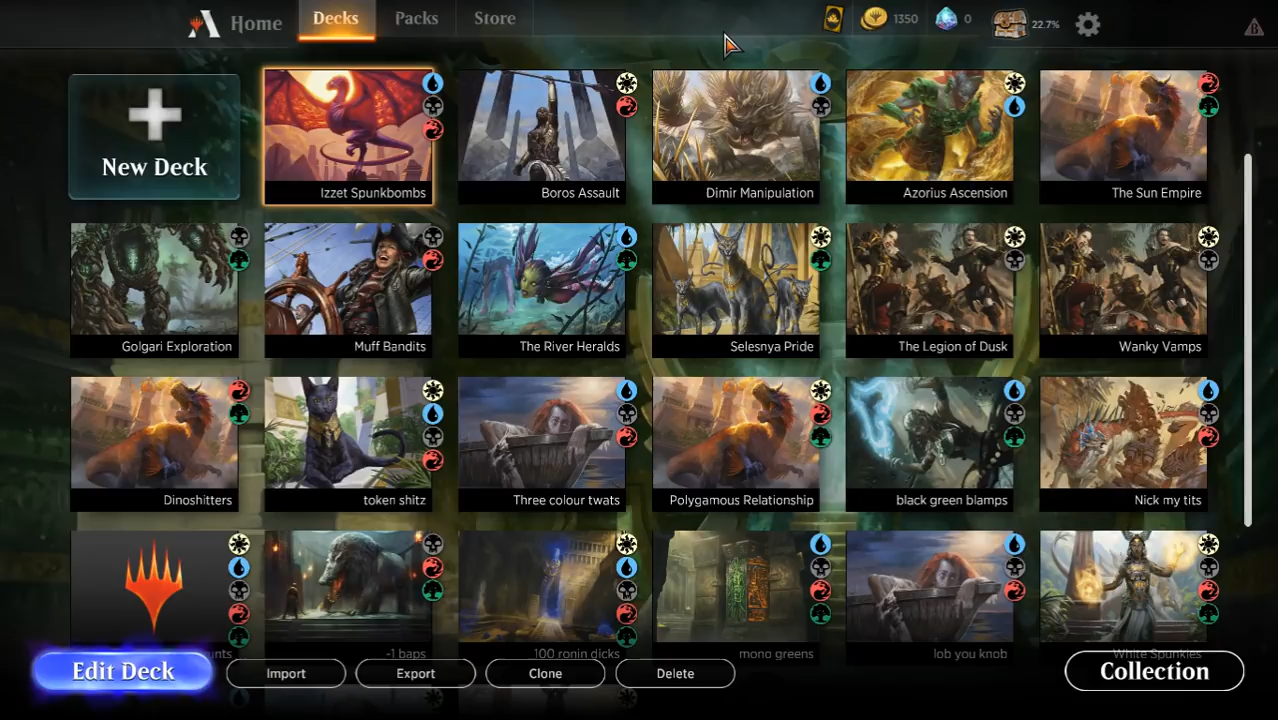 Home
Decks
Packs
Store
1350
0
22.7%
B
New Deck
Izzet Spunkbombs
Boros Assault
Dimir Manipulation
Azorius Ascension
The Sun Empire
Golgari Exploration
Muff Bandits
The River Heralds
Selesnya Pride
The Legion of Dusk
Wanky Vamps
Dinoshitters
token shitz
Three colour twats
Polygamous Relationship
black green blamps
Nick my tits
-1 baps
100 ronin dicks
mono greens
lob you knob
White Spunkies
Edit Deck
Import
Export
Clone
Delete
Collection